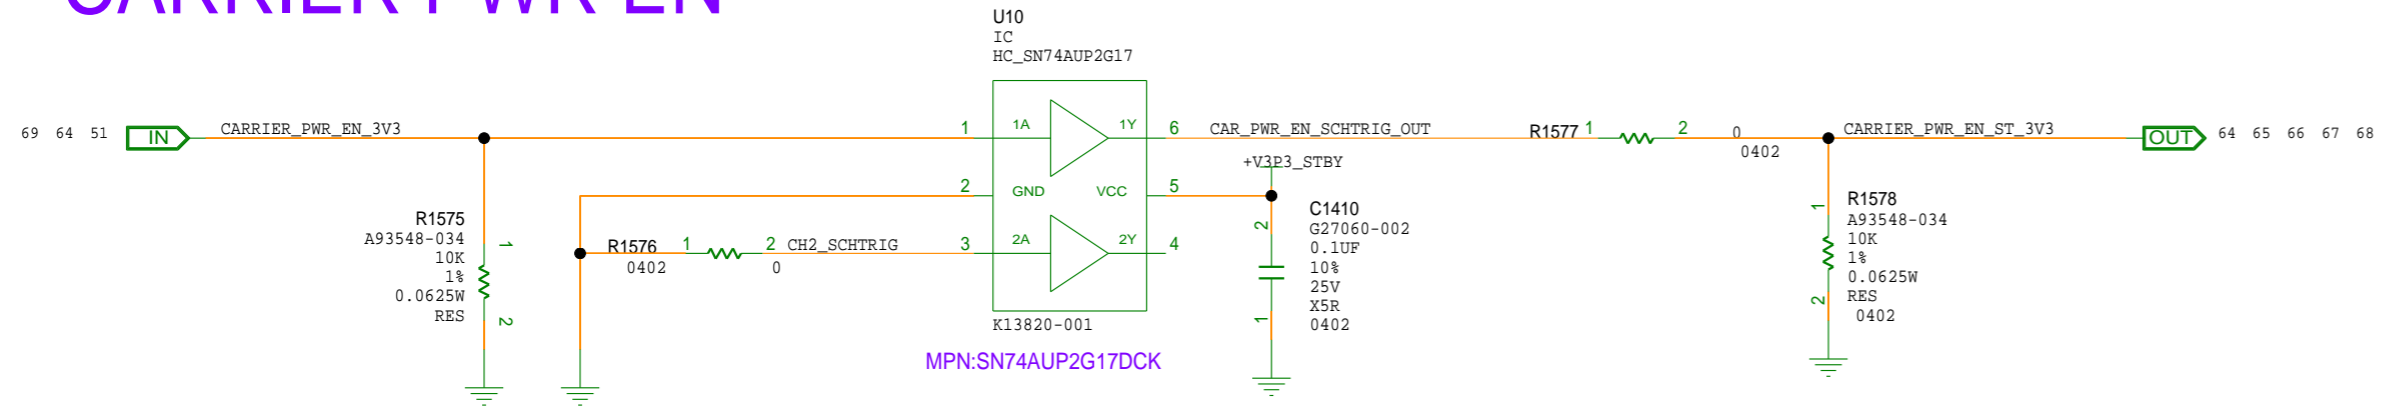 CARRIER PWR EN
U10
IC
HC_SN74AUP2G17
69 64 51
IN
CARRIER_PWR_EN_3V3
1
1A
1Y
6
CAR_PWR_EN_SCHTRIG_OUT
R1577
1
2
0
0402
CARRIER_PWR_EN_ST_3V3
OUT
64 65 66 67 68
+V3P3_STBY
2
GND
VCC
5
R1575
A93548-034
10K
1%
0.0625W
RES
1
2
R1576
0402
1
2
0
CH2_SCHTRIG
3
2A
2Y
4
K13820-001
MPN:SN74AUP2G17DCK
2
1
C1410
G27060-002
0.1UF
10%
25V
X5R
0402
1
2
R1578
A93548-034
10K
1%
0.0625W
RES
0402